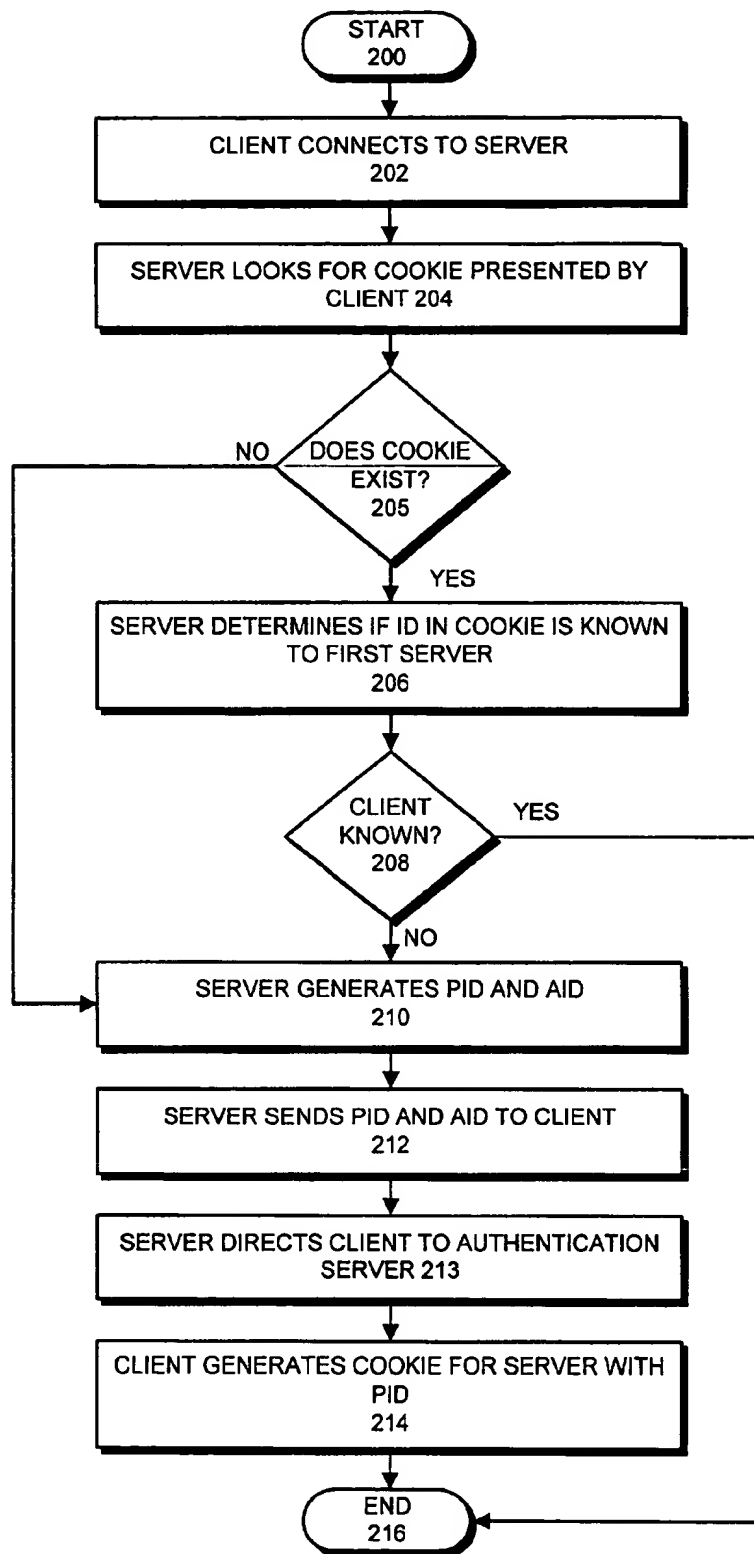 START
200
CLIENT CONNECTS TO SERVER
202
SERVER LOOKS FOR COOKIE PRESENTED BY
CLIENT 204
NO
DOES COOKIE
EXIST?
205
YES
SERVER DETERMINES IF ID IN COOKIE IS KNOWN
TO FIRST SERVER
206
CLIENT
KNOWN?
208
YES
NO
SERVER GENERATES PID AND AID
210
SERVER SENDS PID AND AID TO CLIENT
212
SERVER DIRECTS CLIENT TO AUTHENTICATION
SERVER 213
CLIENT GENERATES COOKIE FOR SERVER WITH
PID
214
END
216